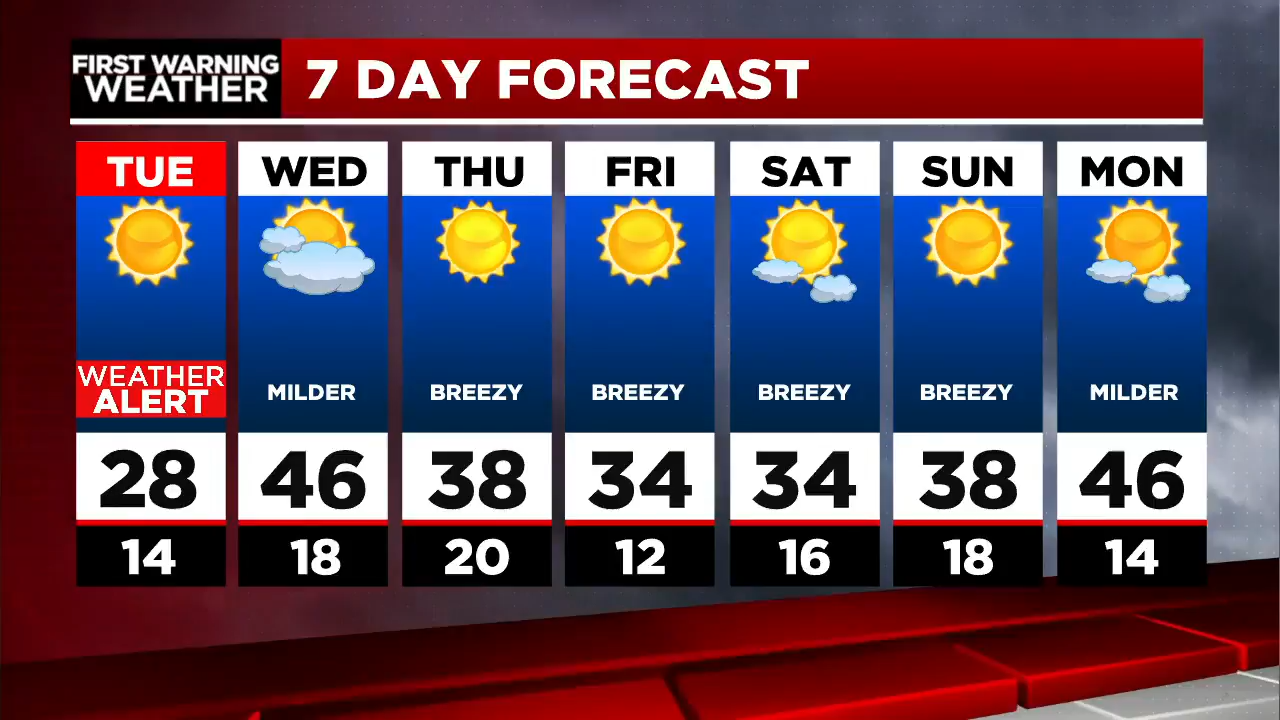 FIRST WARNING
WEATHER
7 DAY FORECAST
TUE WED THU FRI SAT SUN MON
WEATHER
ALERT
MILDER BREEZY BREEZY BREEZY BREEZY MILDER
28 46 38 34 34 38 46
14 18 20 12 16 18 14